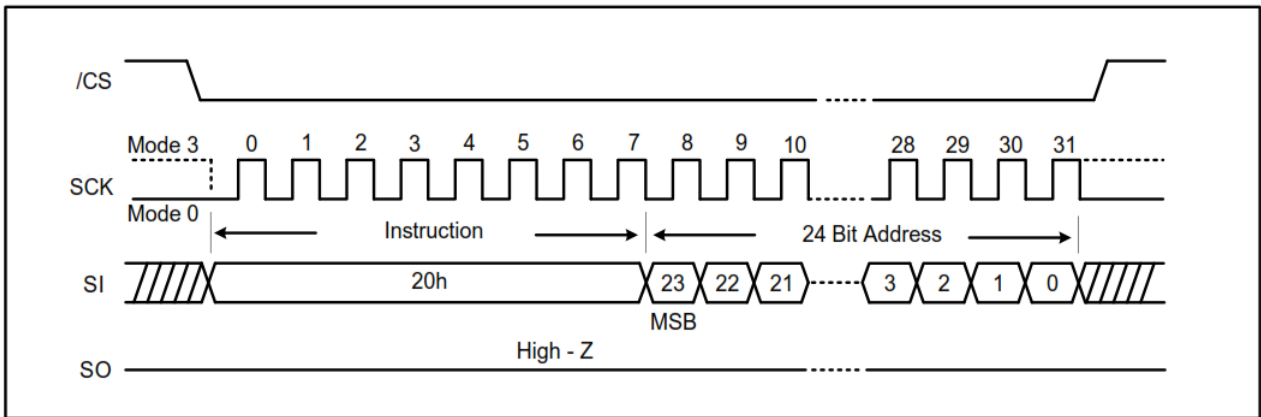 /CS
Mode 3 0 1 2 3 4 5 6 7 8 9 10 28 29 30 31
SCK
Mode 0
Instruction 24 Bit Address
SI 20h 23 22 21 3 2 1 0
MSB
High - Z
SO